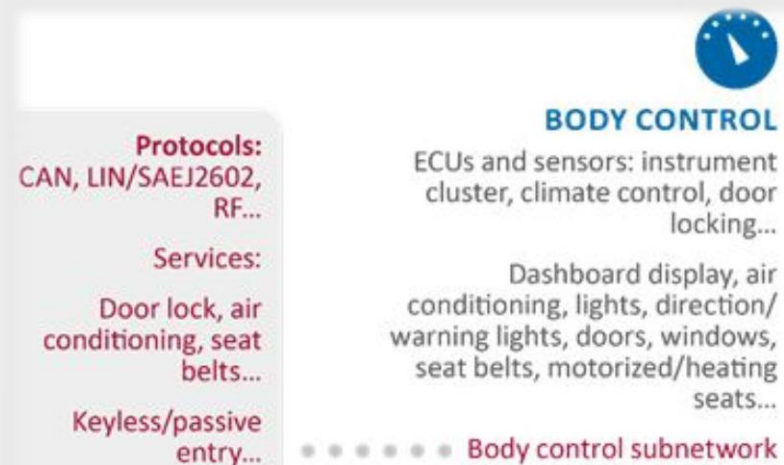 Protocols:
CAN, LIN/SAEJ2602,
RF...
Services:
Door lock, air
conditioning, seat
belts...
Keyless/passive
entry...
BODY CONTROL
ECUs and sensors: instrument
cluster, climate control, door
locking...
Dashboard display, air
conditioning, lights, direction/
warning lights, doors, windows,
seat belts, motorized/heating
seats...
Body control subnetwork